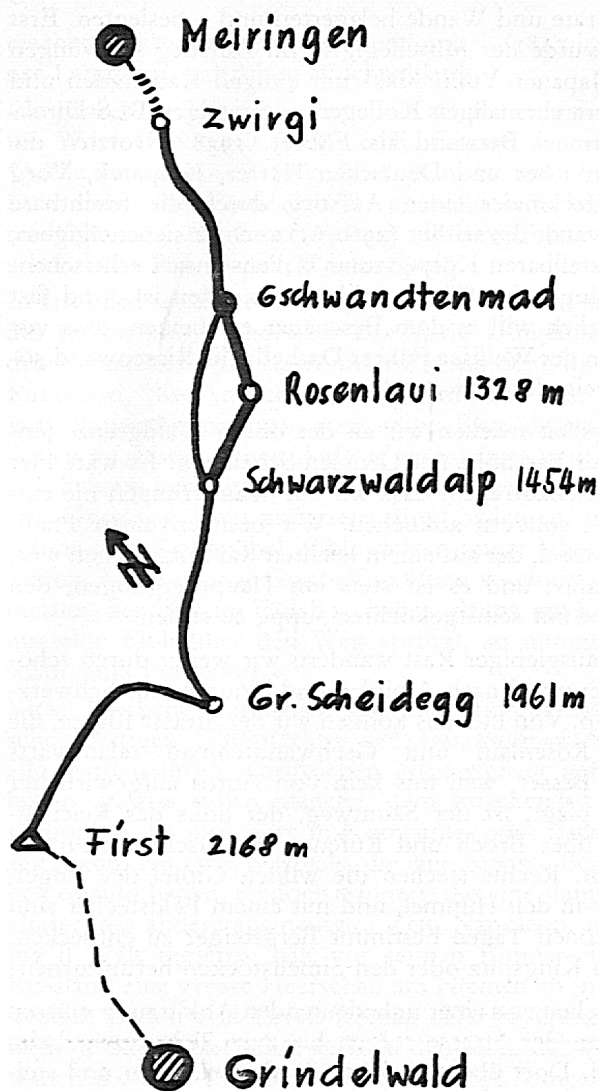 Meiringen
Zwirgi
Gschwandtenmad
Rosenlaui 1328 m
Schwarzwaldalp 1454 m
Gr. Scheidegg 1961 m
First 2168 m
Grindelwald